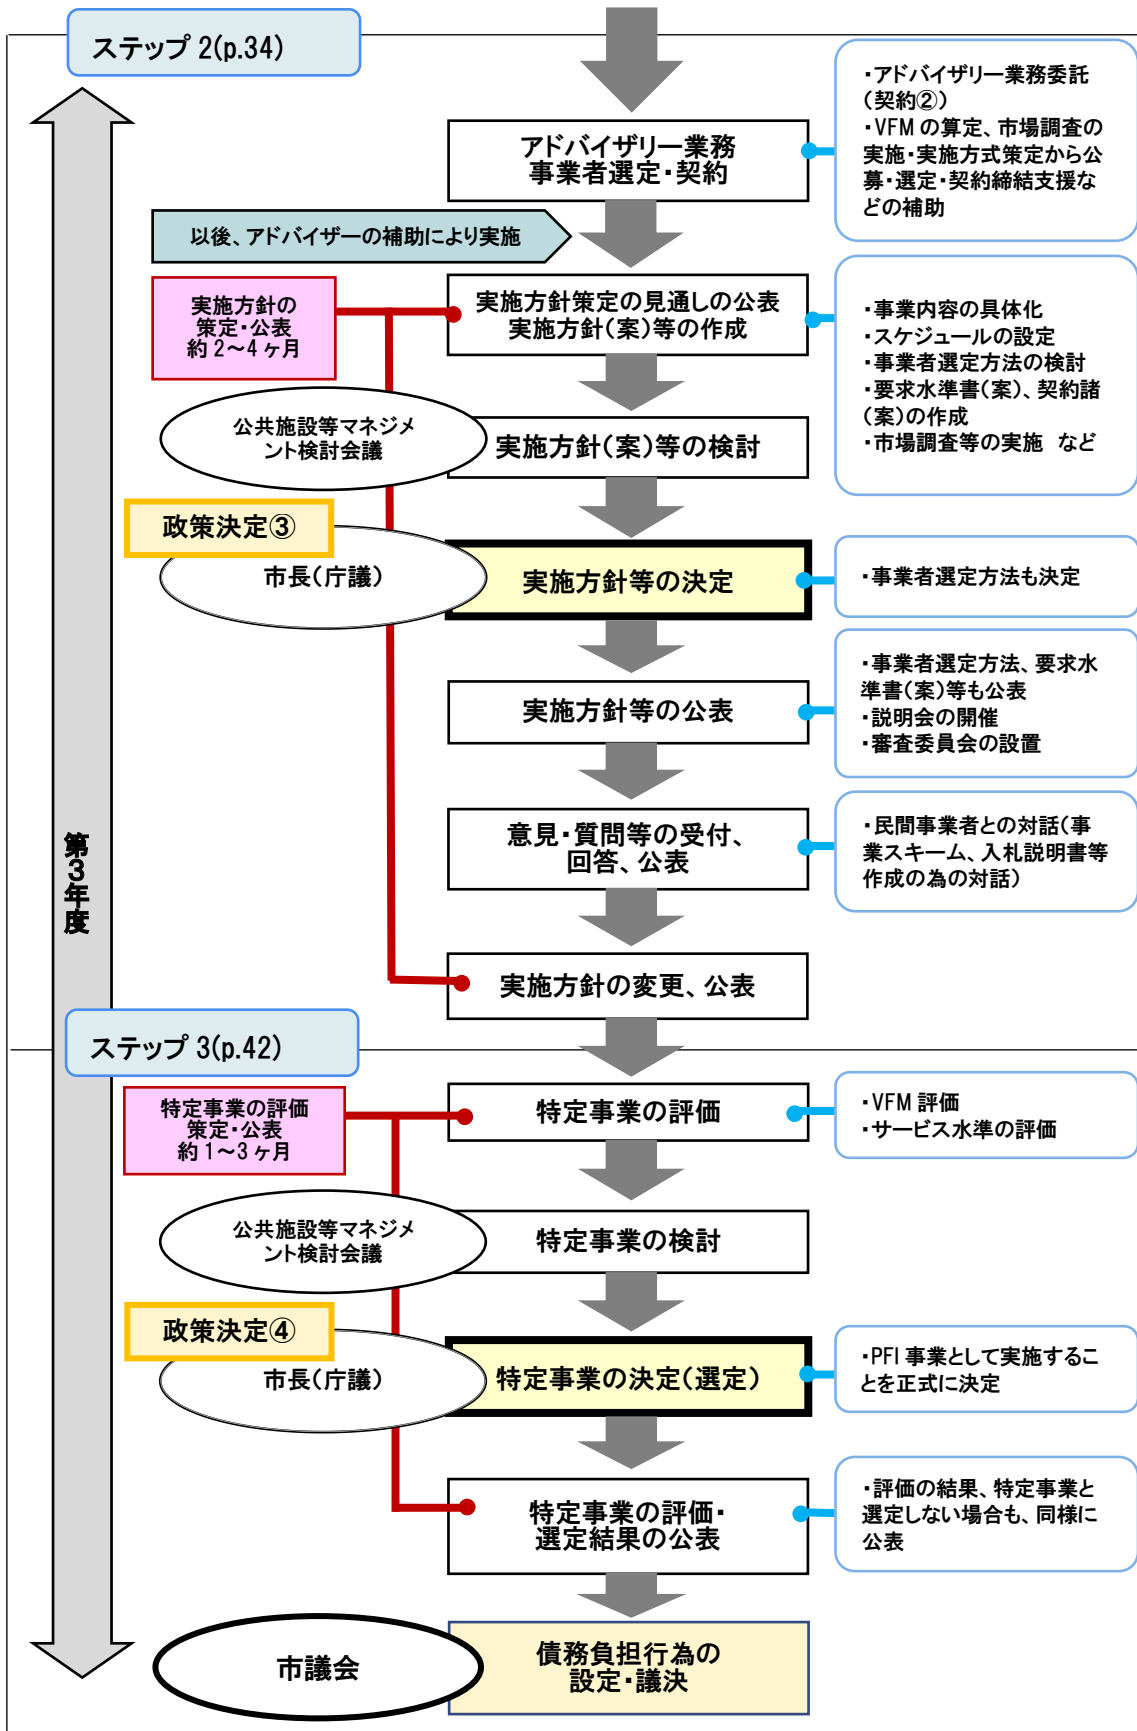 ステップ 2(p.34)
アドバイザリー業務
事業者選定・契約
・アドバイザリー業務委託
(契約②)
・VFM の算定、市場調査の
実施・実施方式策定から公
募・選定・契約締結支援な
どの補助
以後、アドバイザーの補助により実施
実施方針の
策定・公表
約 2~4 ヶ月
実施方針策定の見通しの公表
実施方針(案)等の作成
・事業内容の具体化
・スケジュールの設定
・事業者選定方法の検討
・要求水準書(案)、契約諸
(案)の作成
・市場調査等の実施 など
公共施設等マネジメ
ント検討会議
実施方針(案)等の検討
政策決定③
市長(庁議)
実施方針等の決定
・事業者選定方法も決定
実施方針等の公表
・事業者選定方法、要求水
準書(案)等も公表
・説明会の開催
・審査委員会の設置
第3年度
意見・質問等の受付、
回答、公表
・民間事業者との対話(事
業スキーム、入札説明書等
作成の為の対話)
実施方針の変更、公表
ステップ 3(p.42)
特定事業の評価
策定・公表
約 1~3 ヶ月
特定事業の評価
・VFM 評価
・サービス水準の評価
公共施設等マネジメ
ント検討会議
特定事業の検討
政策決定④
市長(庁議)
特定事業の決定(選定)
・PFI 事業として実施するこ
とを正式に決定
特定事業の評価・
選定結果の公表
・評価の結果、特定事業と
選定しない場合も、同様に
公表
市議会
債務負担行為の
設定・議決